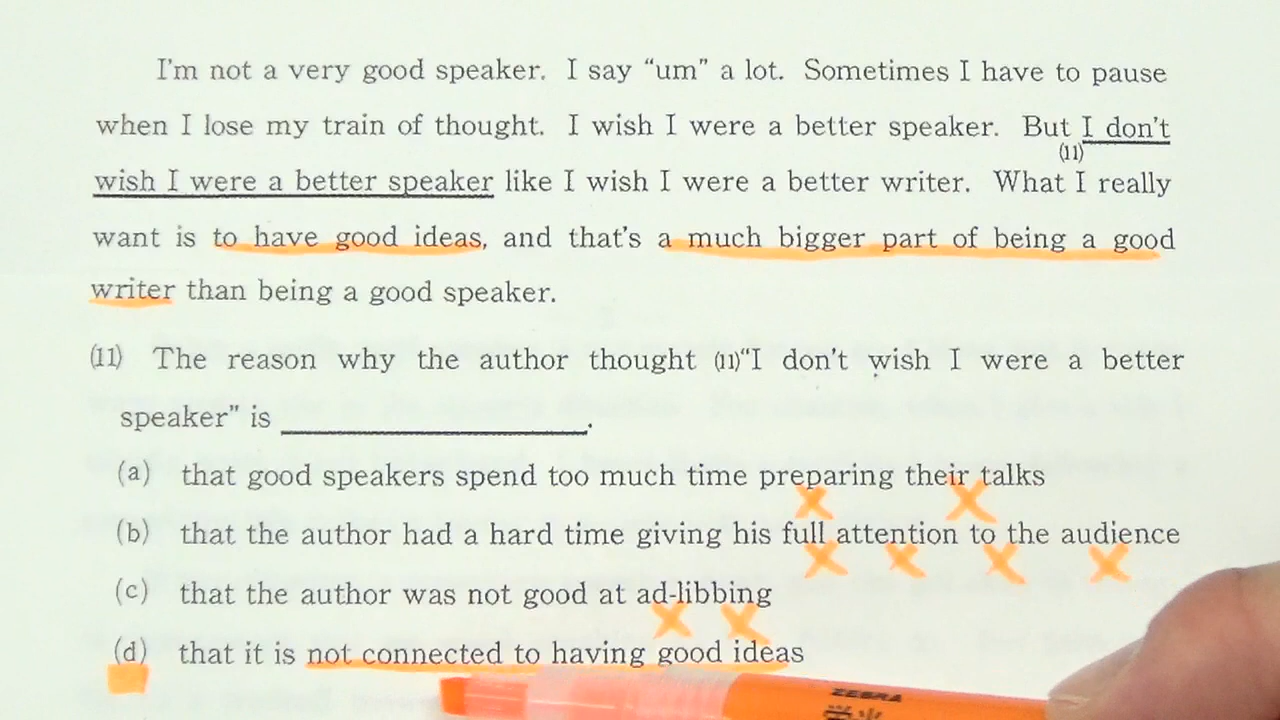 I'm not a very good speaker. I say “um” a lot. Sometimes I have to pause
when I lose my train of thought. I wish I were a better speaker. But I don't
(11)
wish I were a better speaker like I wish I were a better writer. What I really
want is to have good ideas, and that's a much bigger part of being a good
writer than being a good speaker.
(11) The reason why the author thought (11)“I don't wish I were a better
speaker” is ____________________.
(a) that good speakers spend too much time preparing their talks
(b) that the author had a hard time giving his full attention to the audience
(c) that the author was not good at ad-libbing
(d) that it is not connected to having good ideas
ZEBRA